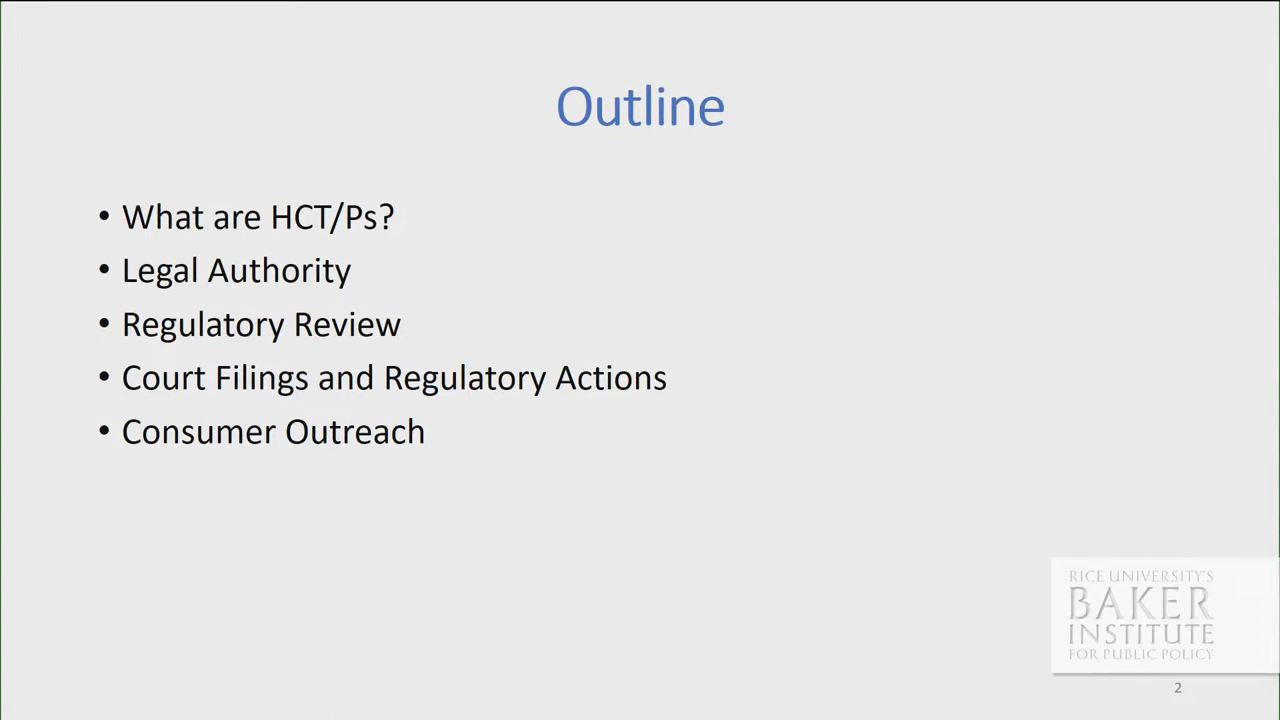 Outline
• What are HCT/Ps?
• Legal Authority
• Regulatory Review
• Court Filings and Regulatory Actions
• Consumer Outreach
RICE UNIVERSITY'S
BAKER
INSTITUTE
FOR PUBLIC POLICY
2